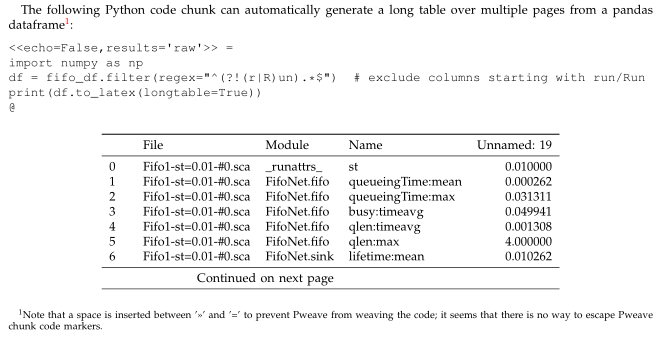 The following Python code chunk can automatically generate a long table over multiple pages from a pandas
dataframe¹:
<<echo=False,results='raw'>> =
import numpy as np
df = fifo_df.filter(regex="^(?!(r|R)un).*$")  # exclude columns starting with run/Run
print(df.to_latex(longtable=True))
@
File Module Name Unnamed: 19
0 Fifo1-st=0.01-#0.sca _runattrs_ st 0.010000
1 Fifo1-st=0.01-#0.sca FifoNet.fifo queueingTime:mean 0.000262
2 Fifo1-st=0.01-#0.sca FifoNet.fifo queueingTime:max 0.031311
3 Fifo1-st=0.01-#0.sca FifoNet.fifo busy:timeavg 0.049941
4 Fifo1-st=0.01-#0.sca FifoNet.fifo qlen:timeavg 0.001308
5 Fifo1-st=0.01-#0.sca FifoNet.fifo qlen:max 4.000000
6 Fifo1-st=0.01-#0.sca FifoNet.sink lifetime:mean 0.010262
Continued on next page
¹Note that a space is inserted between '»' and '=' to prevent Pweave from weaving the code; it seems that there is no way to escape Pweave
chunk code markers.